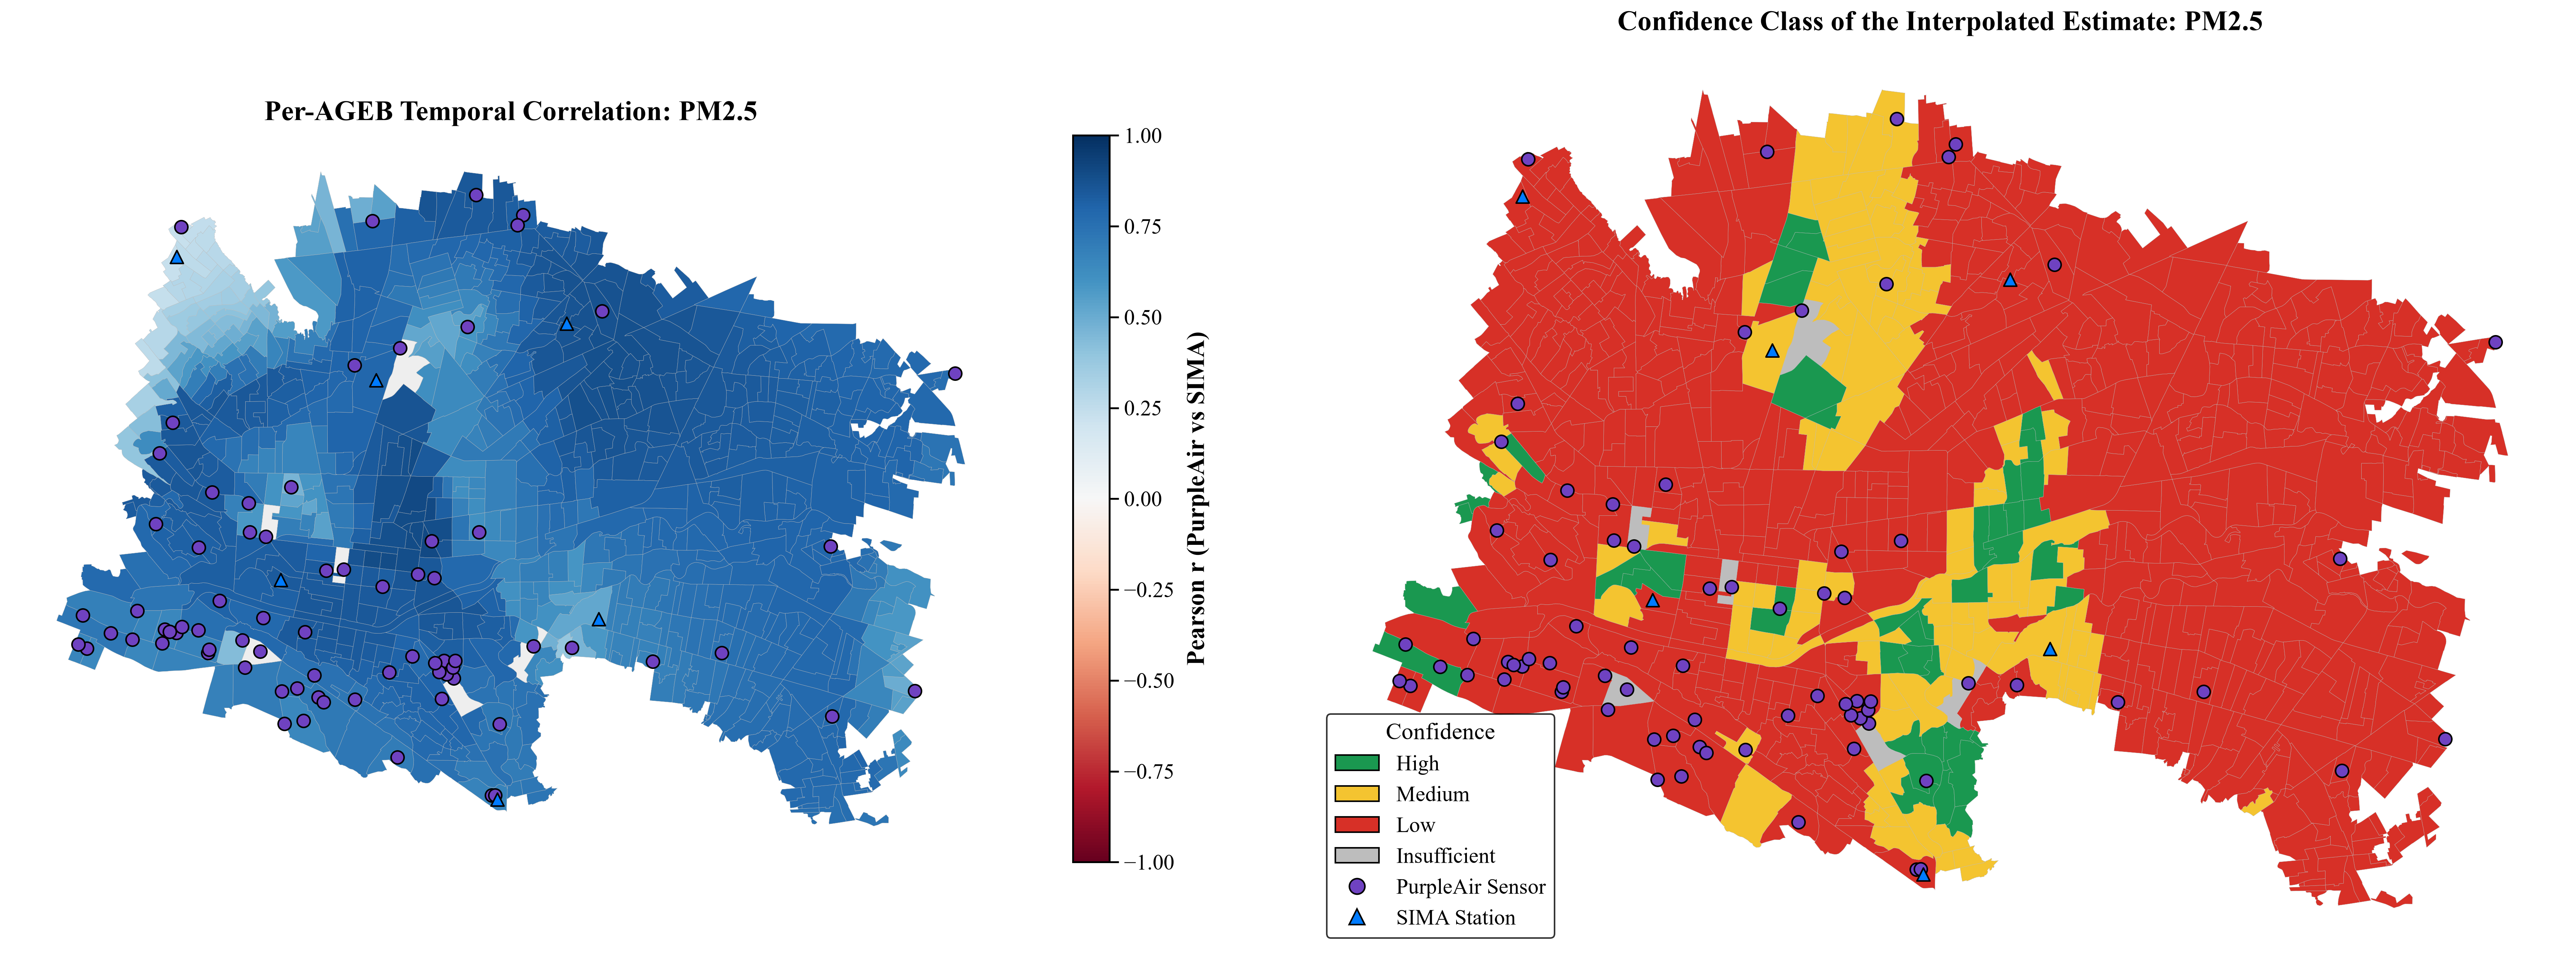 Confidence Class of the Interpolated Estimate: PM2.5
Per-AGEB Temporal Correlation: PM2.5
1.00
0.75
0.50
0.25
0.00
−0.25
−0.50
−0.75
−1.00
Pearson r (PurpleAir vs SIMA)
Confidence
High
Medium
Low
Insufficient
PurpleAir Sensor
SIMA Station